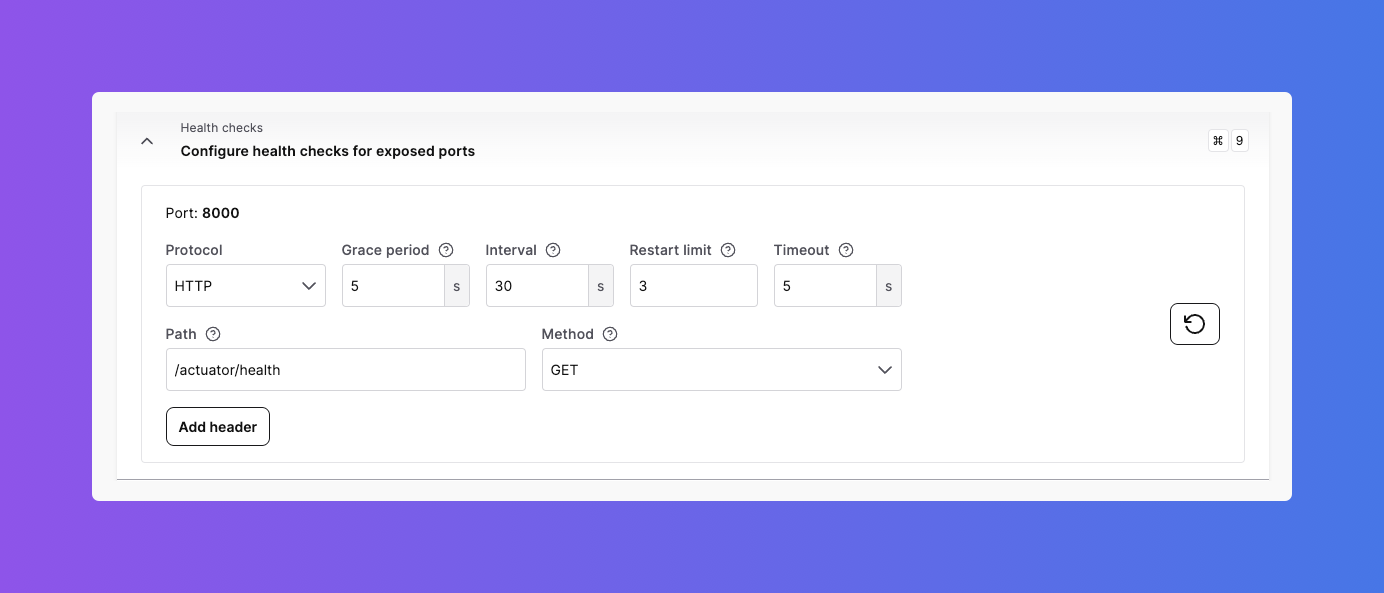 Health checks
Configure health checks for exposed ports
⌘ 9
Port: 8000
Protocol Grace period Interval Restart limit Timeout
HTTP 5 s 30 s 3 5 s
Path Method
/actuator/health GET
Add header